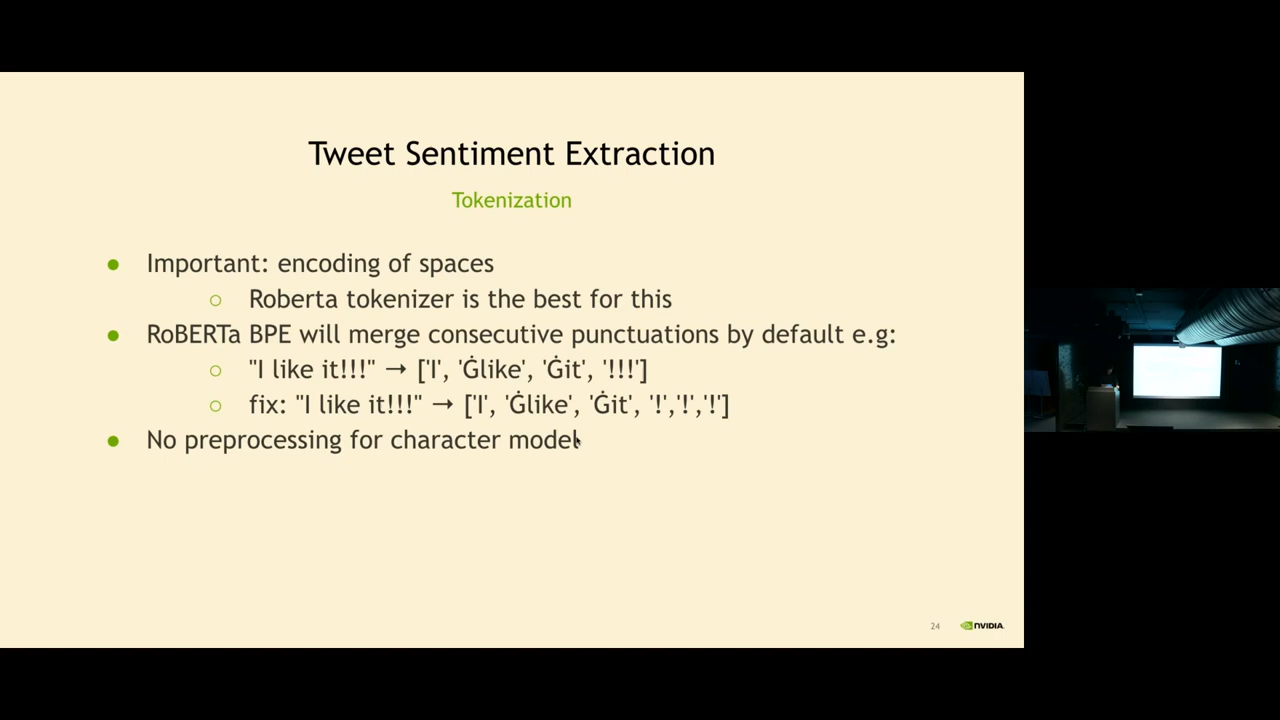 Tweet Sentiment Extraction
Tokenization
● Important: encoding of spaces
○ Roberta tokenizer is the best for this
● RoBERTa BPE will merge consecutive punctuations by default e.g:
○ "I like it!!!" → ['I', 'Ġlike', 'Ġit', '!!!']
○ fix: "I like it!!!" → ['I', 'Ġlike', 'Ġit', '!','!','!']
● No preprocessing for character model
24 NVIDIA.